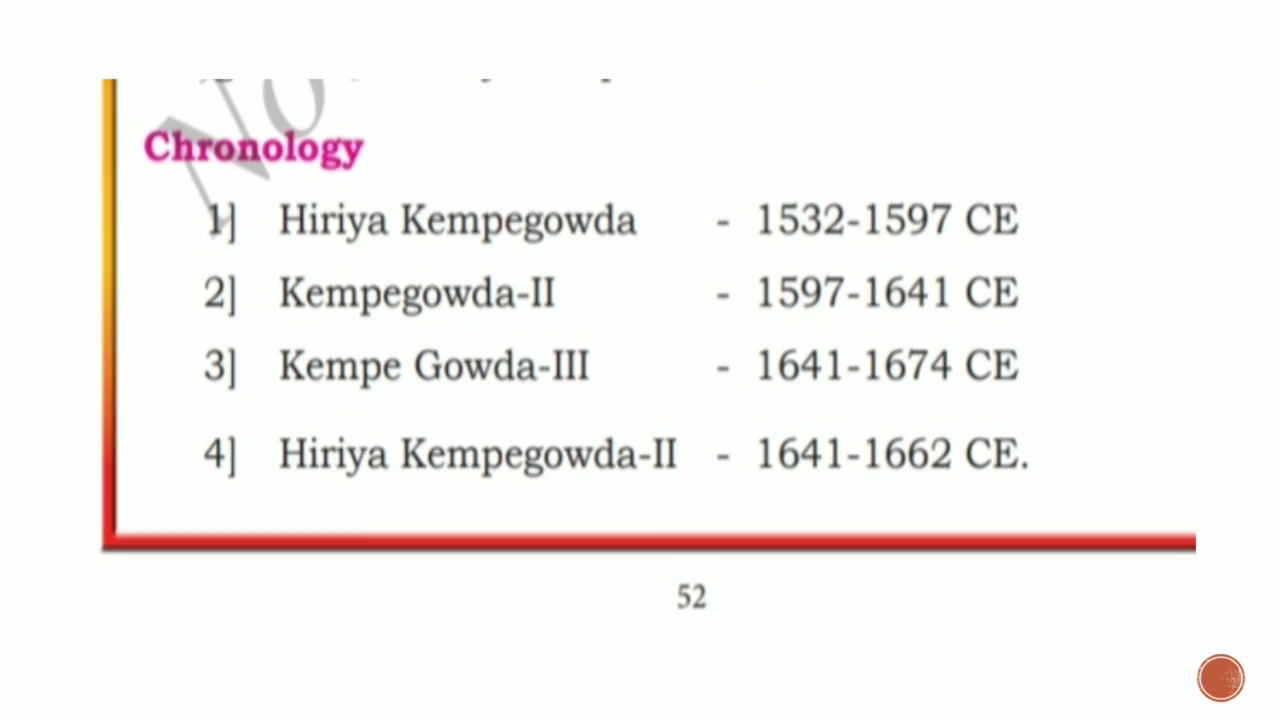 Chronology
1] Hiriya Kempegowda - 1532-1597 CE
2] Kempegowda-II - 1597-1641 CE
3] Kempe Gowda-III - 1641-1674 CE
4] Hiriya Kempegowda-II - 1641-1662 CE.
52